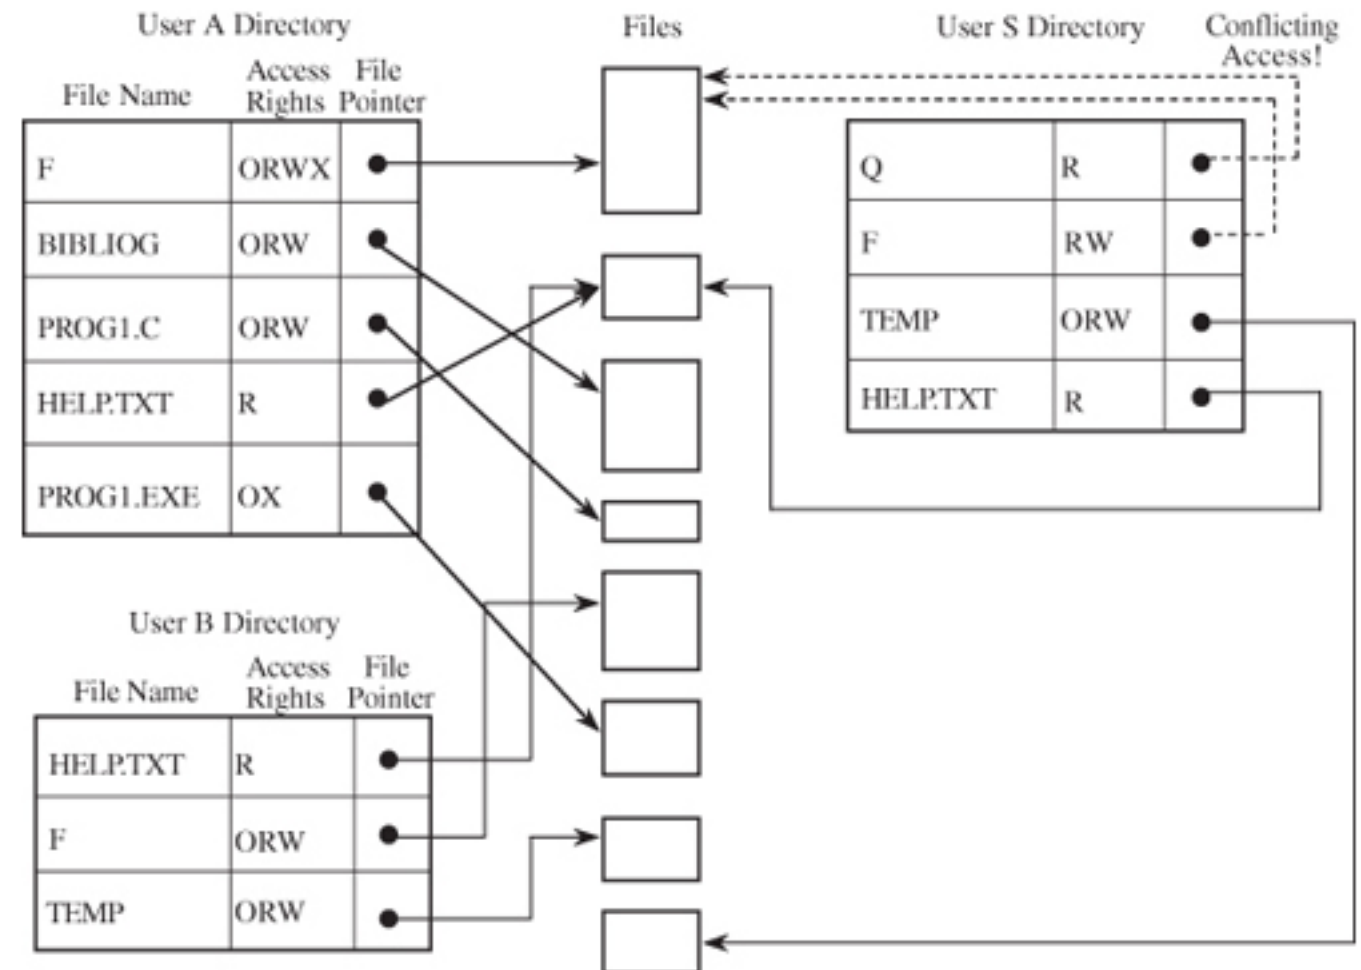 User A Directory
File Name Access Rights File Pointer
F ORWX
BIBLIOG ORW
PROG1.C ORW
HELP.TXT R
PROG1.EXE OX
User B Directory
File Name Access Rights File Pointer
HELP.TXT R
F ORW
TEMP ORW
Files
User S Directory
Conflicting
Access!
Q R
F RW
TEMP ORW
HELP.TXT R